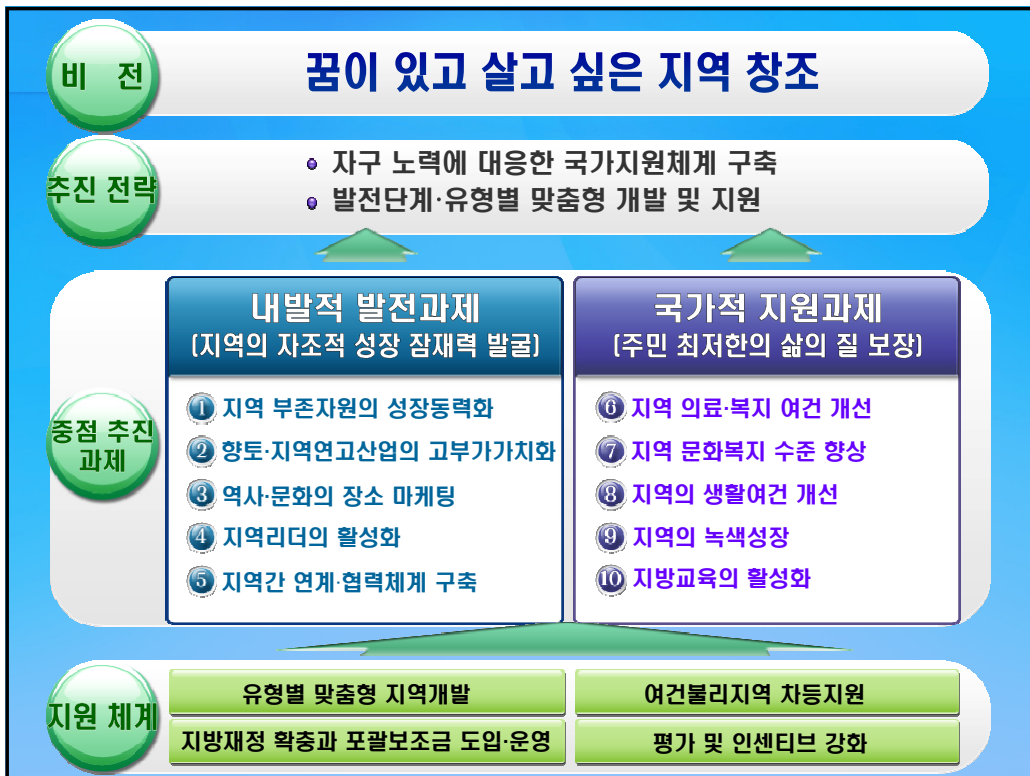 비 전
꿈이 있고 살고 싶은 지역 창조
추진 전략
자구 노력에 대응한 국가지원체계 구축
발전단계·유형별 맞춤형 개발 및 지원
중점 추진
과제
내발적 발전과제
(지역의 자조적 성장 잠재력 발굴)
1 지역 부존자원의 성장동력화
2 향토·지역연고산업의 고부가가치화
3 역사·문화의 장소 마케팅
4 지역리더의 활성화
5 지역간 연계·협력체계 구축
국가적 지원과제
(주민 최저한의 삶의 질 보장)
6 지역 의료·복지 여건 개선
7 지역 문화복지 수준 향상
8 지역의 생활여건 개선
9 지역의 녹색성장
10 지방교육의 활성화
지원 체계
유형별 맞춤형 지역개발
여건불리지역 차등지원
지방재정 확충과 포괄보조금 도입·운영
평가 및 인센티브 강화